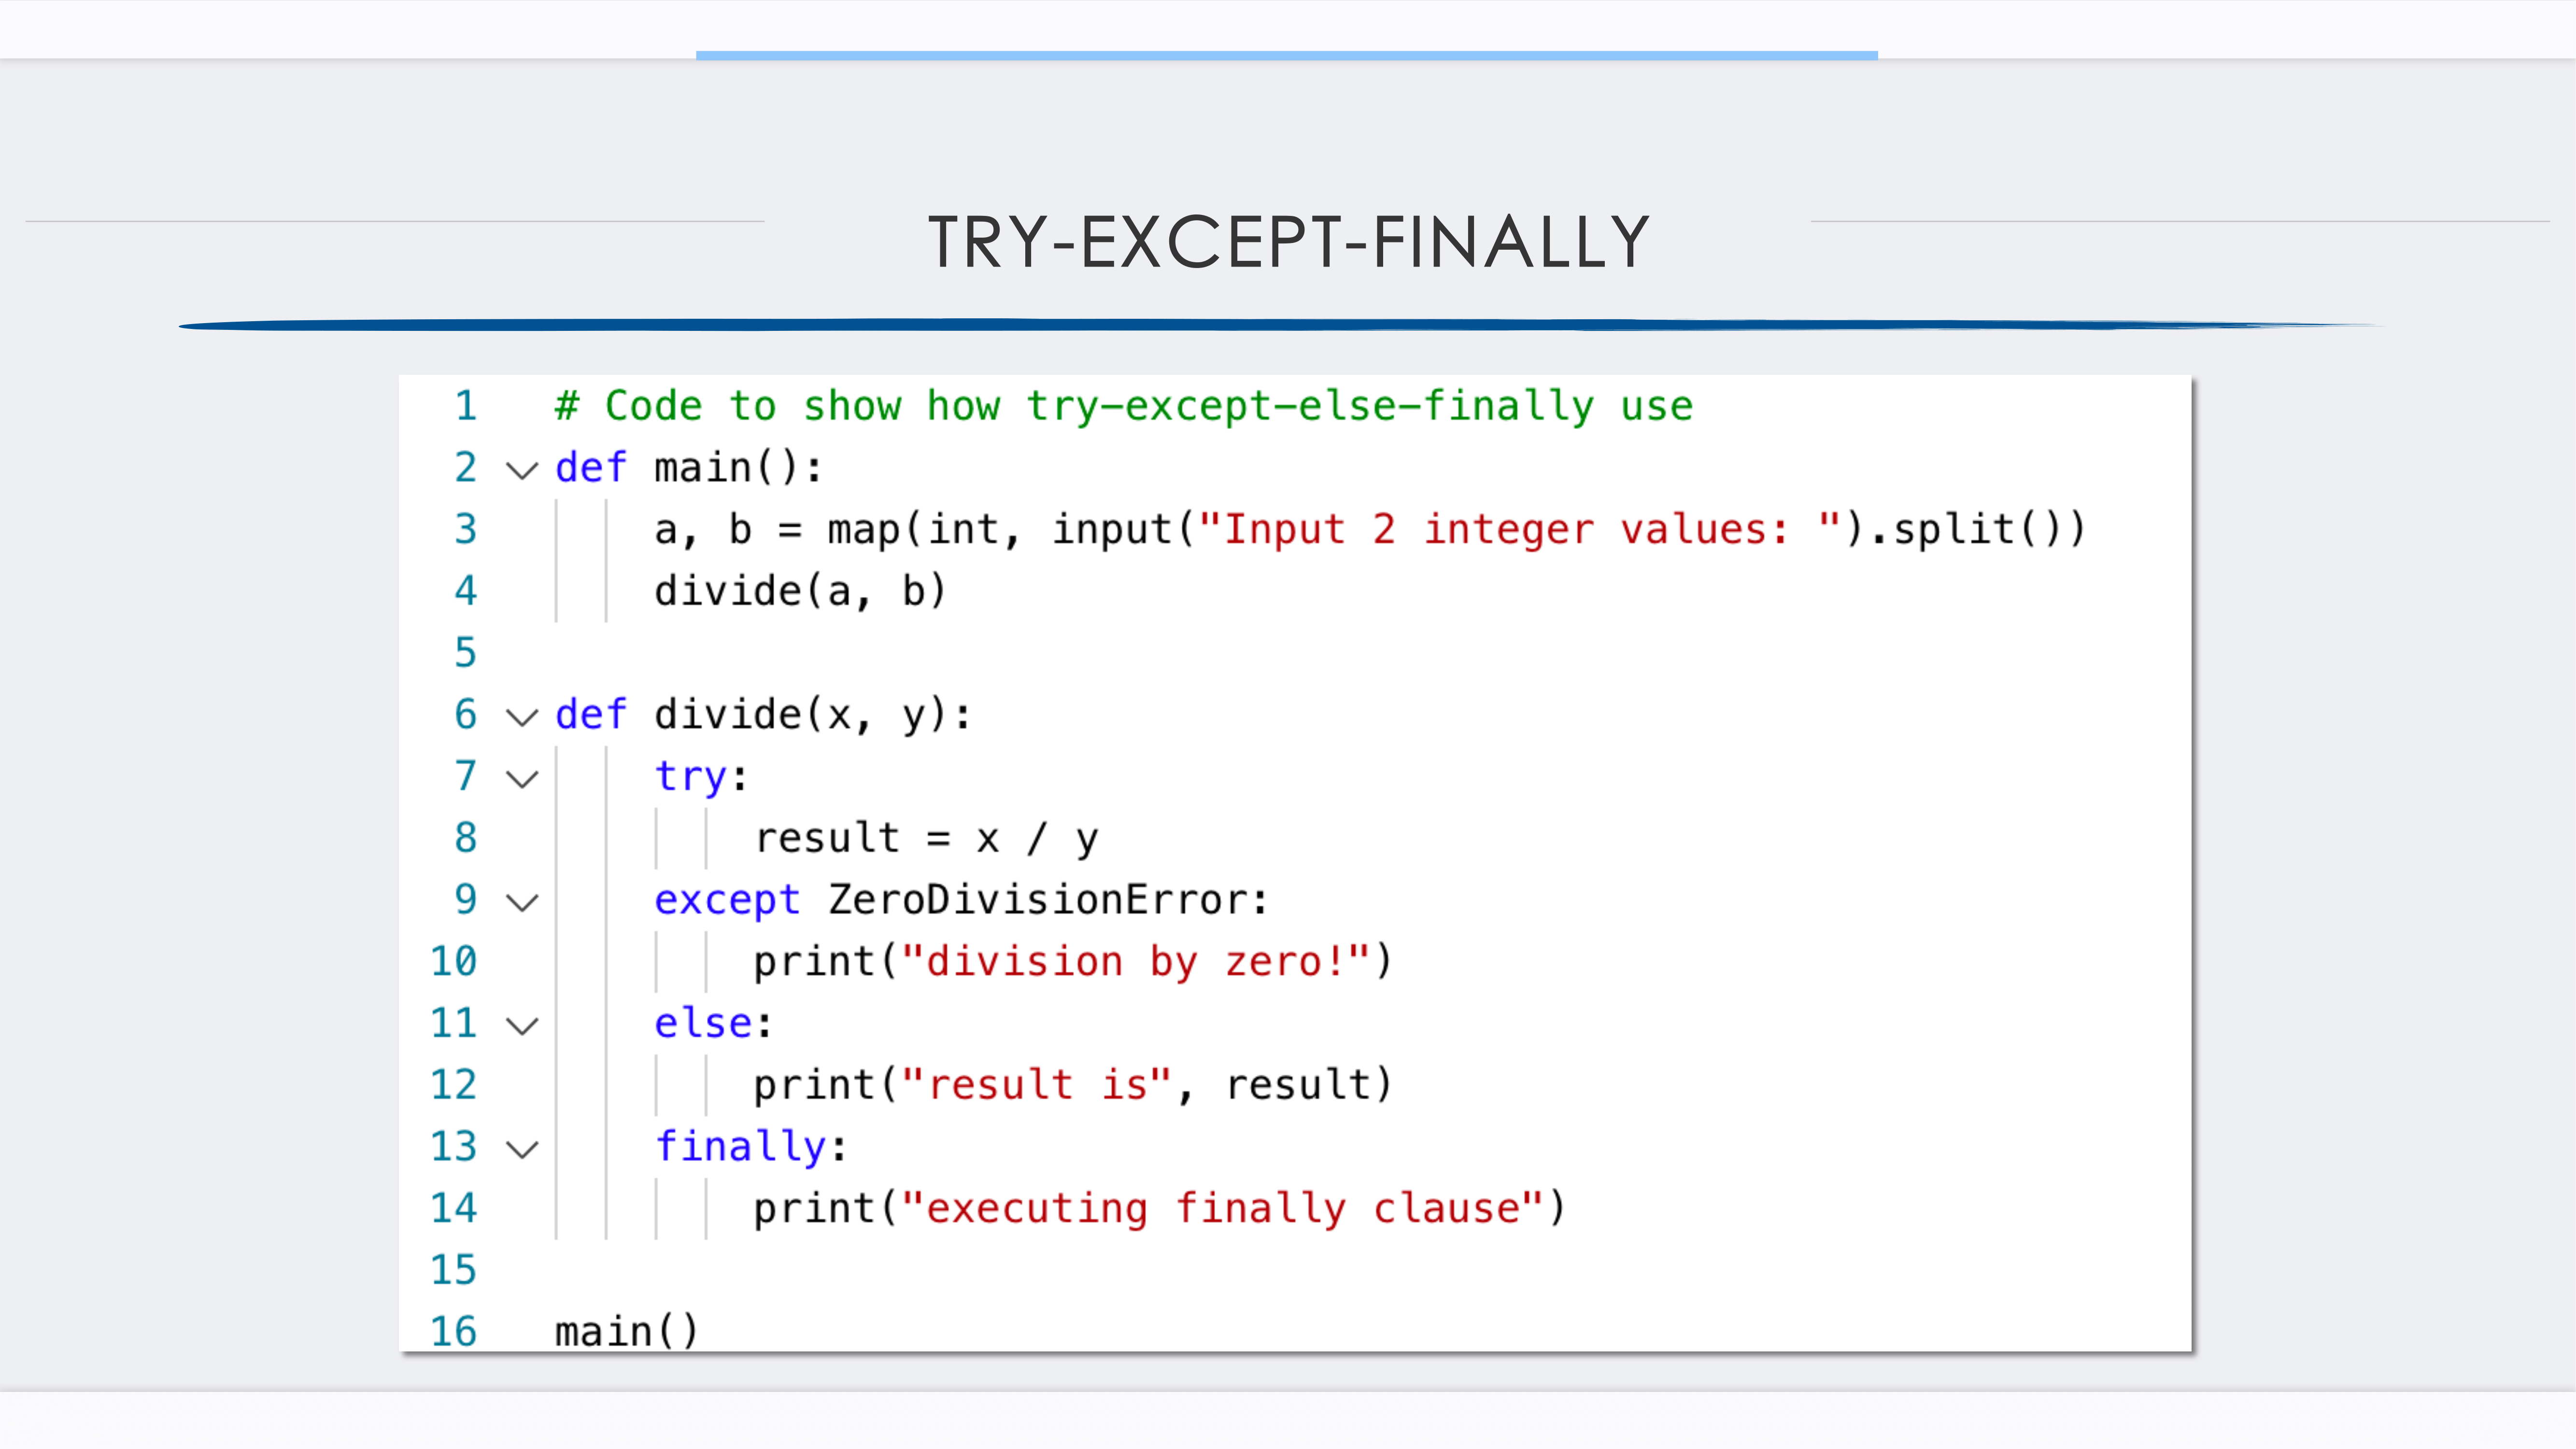 TRY-EXCEPT-FINALLY
1 # Code to show how try-except-else-finally use
2 def main():
3     a, b = map(int, input("Input 2 integer values: ").split())
4     divide(a, b)
5
6 def divide(x, y):
7     try:
8         result = x / y
9     except ZeroDivisionError:
10         print("division by zero!")
11     else:
12         print("result is", result)
13     finally:
14         print("executing finally clause")
15
16 main()